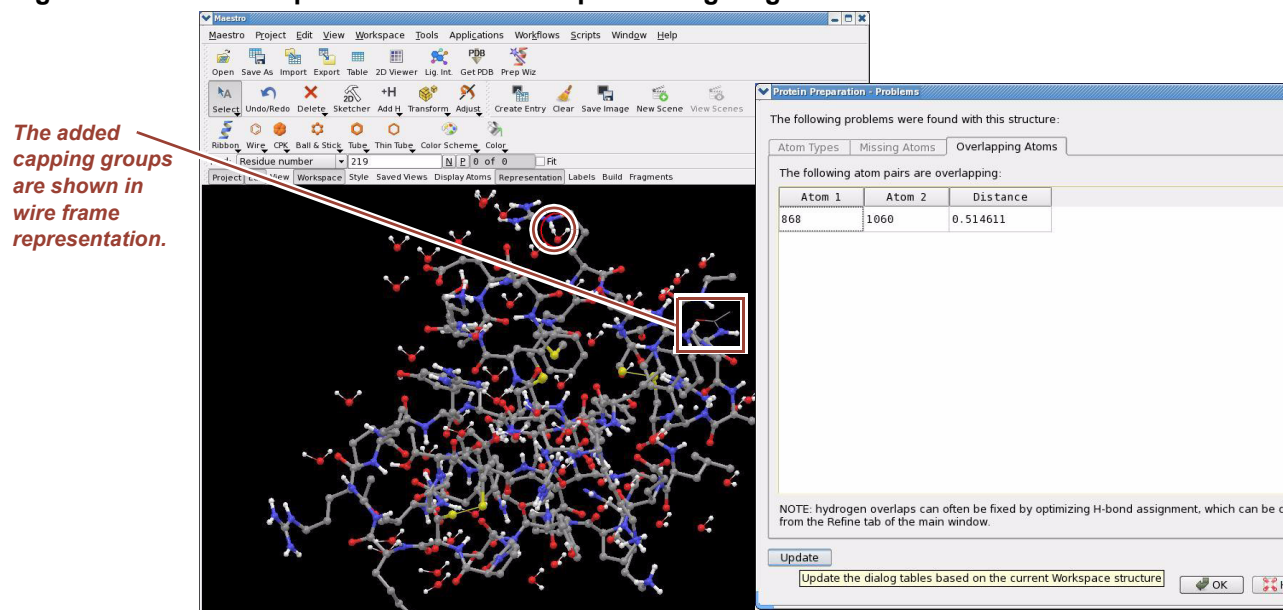 Maestro
Maestro Project Edit View Workspace Tools Applications Workflows Scripts Window Help
Open Save As Import Export Table 2D Viewer Lig. Int. Get PDB Prep Wiz
PDB
+H
2D
Select Undo/Redo Delete Sketcher Add H Transform Adjust Create Entry Clear Save Image New Scene View Scenes
Ribbon Wire CPK Ball & Stick Tube Thin Tube Color Scheme Color
Residue number 219 N P 0 of 0 Fit
Project View Workspace Style Saved Views Display Atoms Representation Labels Build Fragments
The added
capping groups
are shown in
wire frame
representation.
Protein Preparation - Problems
The following problems were found with this structure:
Atom Types Missing Atoms Overlapping Atoms
The following atom pairs are overlapping:
Atom 1 Atom 2 Distance
868 1060 0.514611
NOTE: hydrogen overlaps can often be fixed by optimizing H-bond assignment, which can be
from the Refine tab of the main window.
Update
Update the dialog tables based on the current Workspace structure
OK